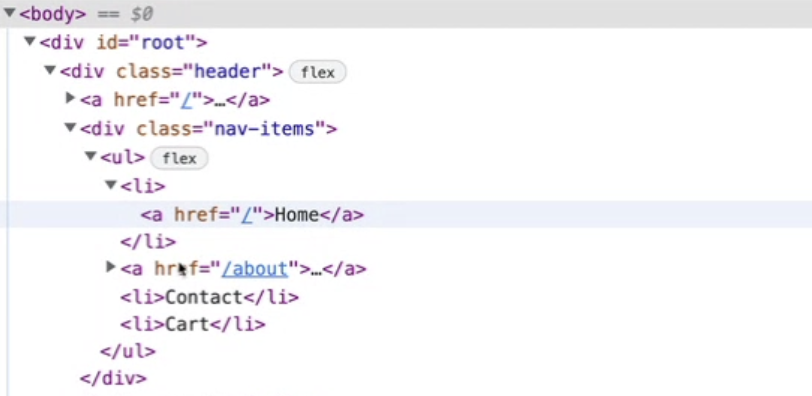 ▼<body> == $0
▼<div id="root">
▼<div class="header"> flex
▶<a href="/">…</a>
▼<div class="nav-items">
▼<ul> flex
▼<li>
<a href="/">Home</a>
</li>
▶<a href="/about">…</a>
<li>Contact</li>
<li>Cart</li>
</ul>
</div>